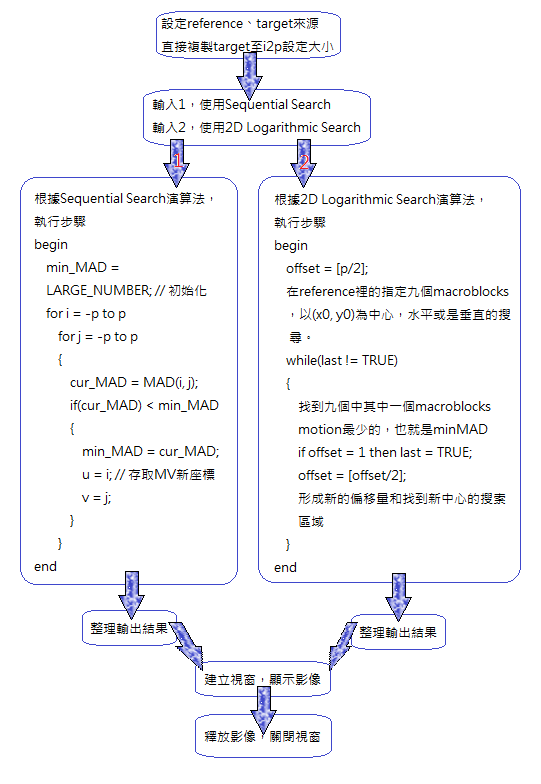 設定reference、target來源
直接複製target至i2p設定大小
輸入1，使用Sequential Search
輸入2，使用2D Logarithmic Search
1
2
根據Sequential Search演算法，
執行步驟
begin
min_MAD =
LARGE_NUMBER; // 初始化
for i = -p to p
for j = -p to p
{
cur_MAD = MAD(i, j);
if(cur_MAD) < min_MAD
{
min_MAD = cur_MAD;
u = i; // 存取MV新座標
v = j;
}
}
end
根據2D Logarithmic Search演算法，
執行步驟
begin
offset = [p/2];
在reference裡的指定九個macroblocks
，以(x0, y0)為中心，水平或是垂直的搜
尋。
while(last != TRUE)
{
找到九個中其中一個macroblocks
motion最少的，也就是minMAD
if offset = 1 then last = TRUE;
offset = [offset/2];
形成新的偏移量和找到新中心的搜索
區域
}
end
整理輸出結果
整理輸出結果
建立視窗，顯示影像
釋放影像，關閉視窗